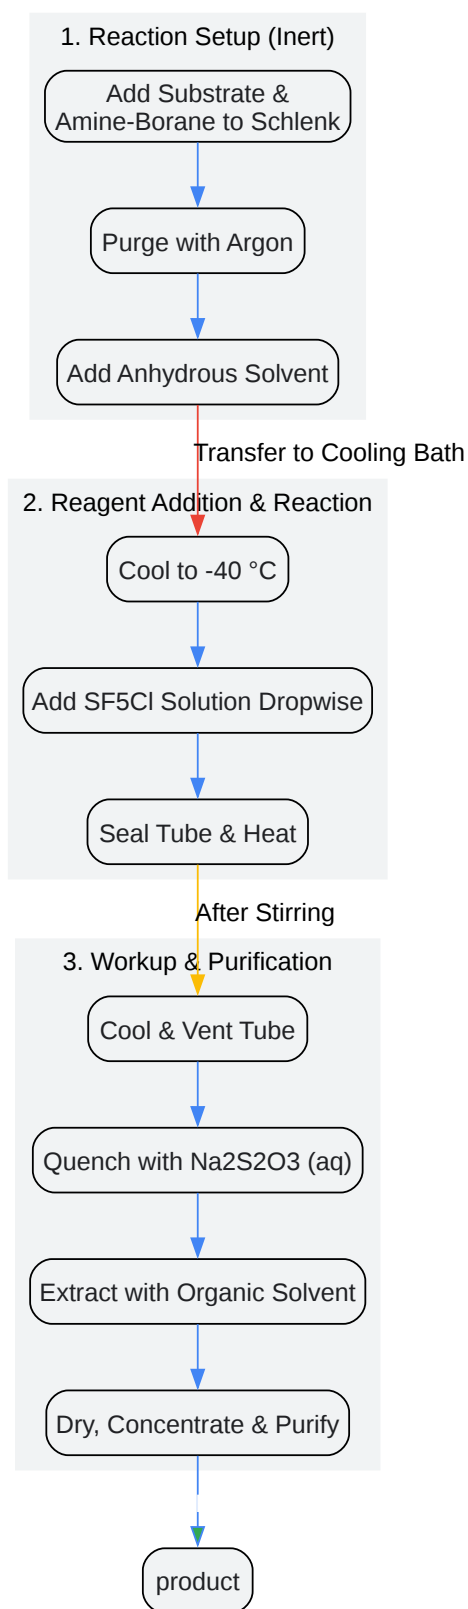 1. Reaction Setup (Inert)
Add Substrate &
Amine-Borane to Schlenk
Purge with Argon
Add Anhydrous Solvent
Transfer to Cooling Bath
2. Reagent Addition & Reaction
Cool to -40 °C
Add SF5Cl Solution Dropwise
Seal Tube & Heat
After Stirring
3. Workup & Purification
Cool & Vent Tube
Quench with Na2S2O3 (aq)
Extract with Organic Solvent
Dry, Concentrate & Purify
product